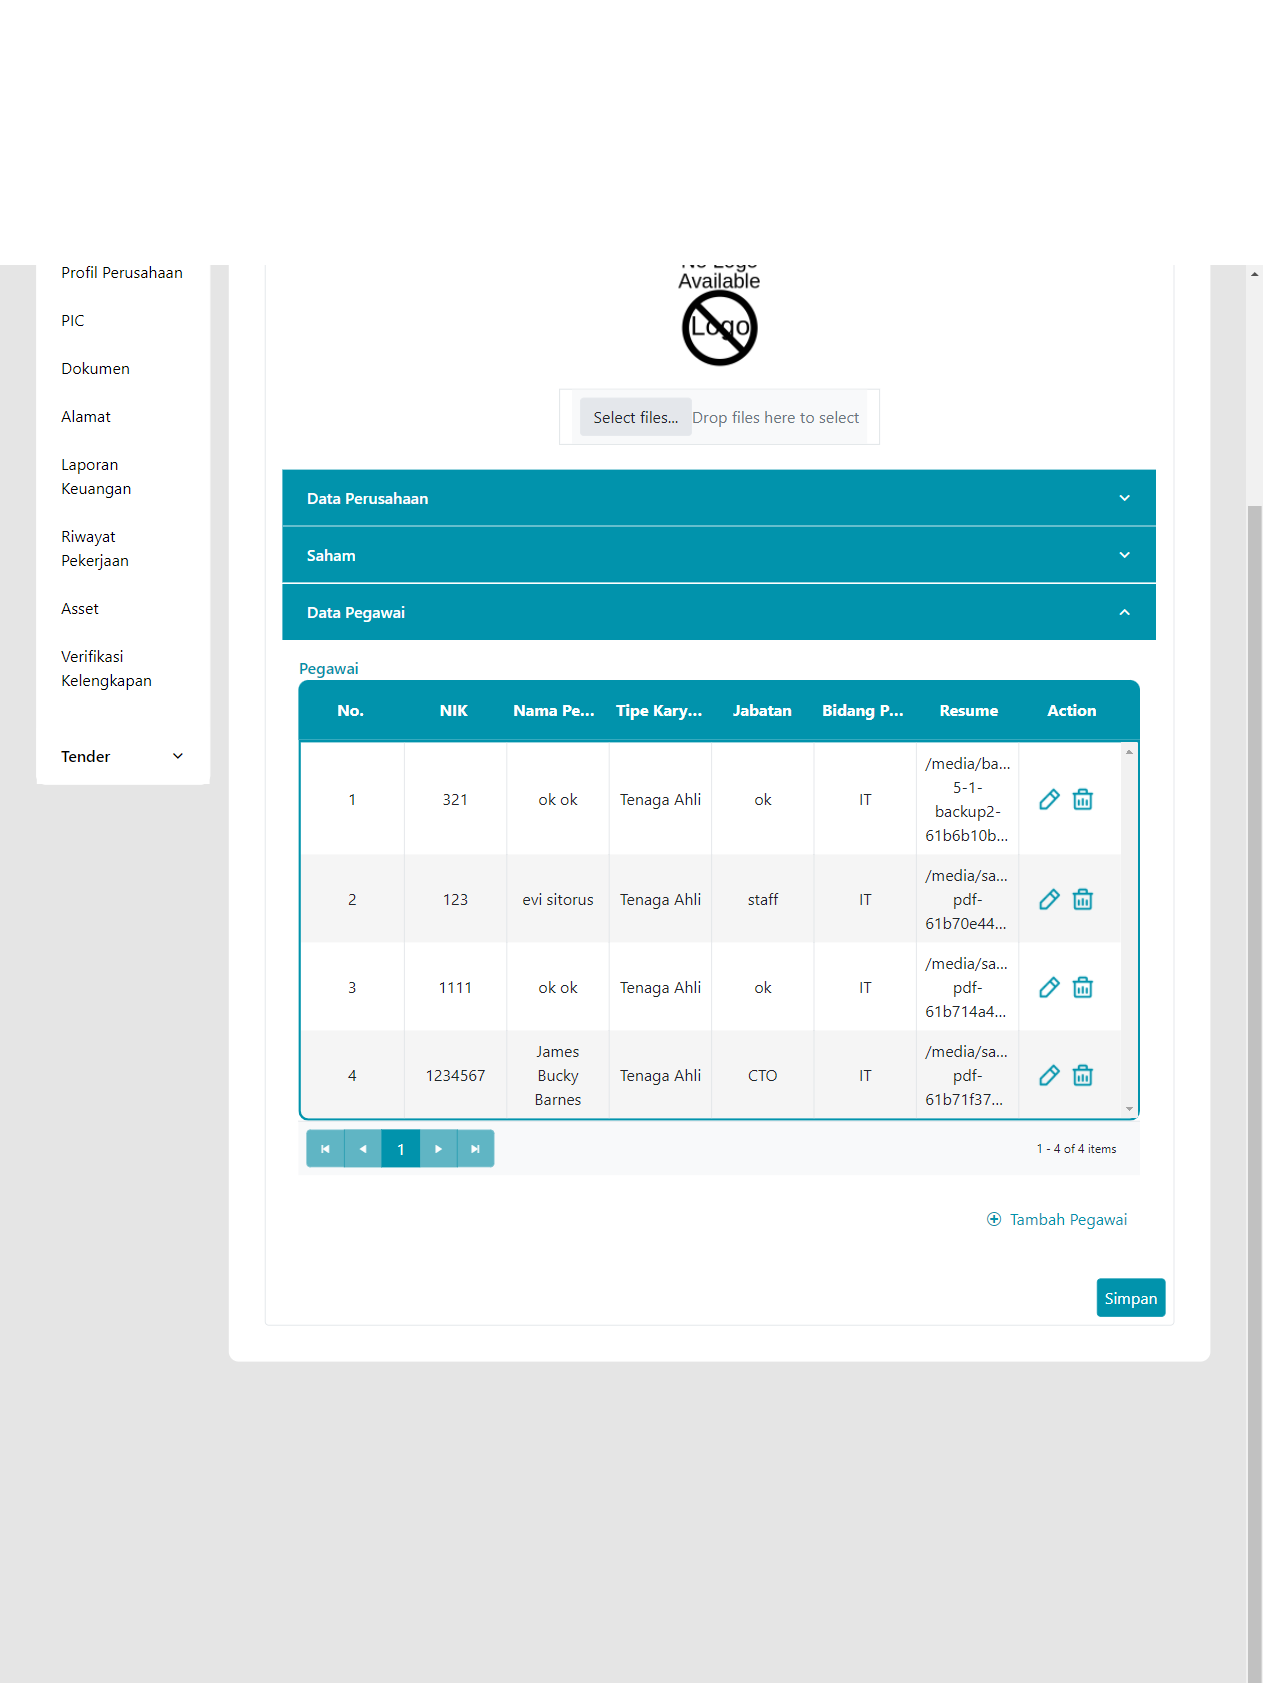 Profil Perusahaan
PIC
Dokumen
Alamat
Laporan
Keuangan
Riwayat
Pekerjaan
Asset
Verifikasi
Kelengkapan
Tender
No Logo
Available
Logo
Select files... Drop files here to select
Data Perusahaan
Saham
Data Pegawai
Pegawai
No. NIK Nama Pe... Tipe Kary... Jabatan Bidang P... Resume Action
1 321 ok ok Tenaga Ahli ok IT /media/ba...
5-1-
backup2-
61b6b10b...
2 123 evi sitorus Tenaga Ahli staff IT /media/sa...
pdf-
61b70e44...
3 1111 ok ok Tenaga Ahli ok IT /media/sa...
pdf-
61b714a4...
4 1234567 James
Bucky
Barnes Tenaga Ahli CTO IT /media/sa...
pdf-
61b71f37...
1 1 - 4 of 4 items
Tambah Pegawai
Simpan